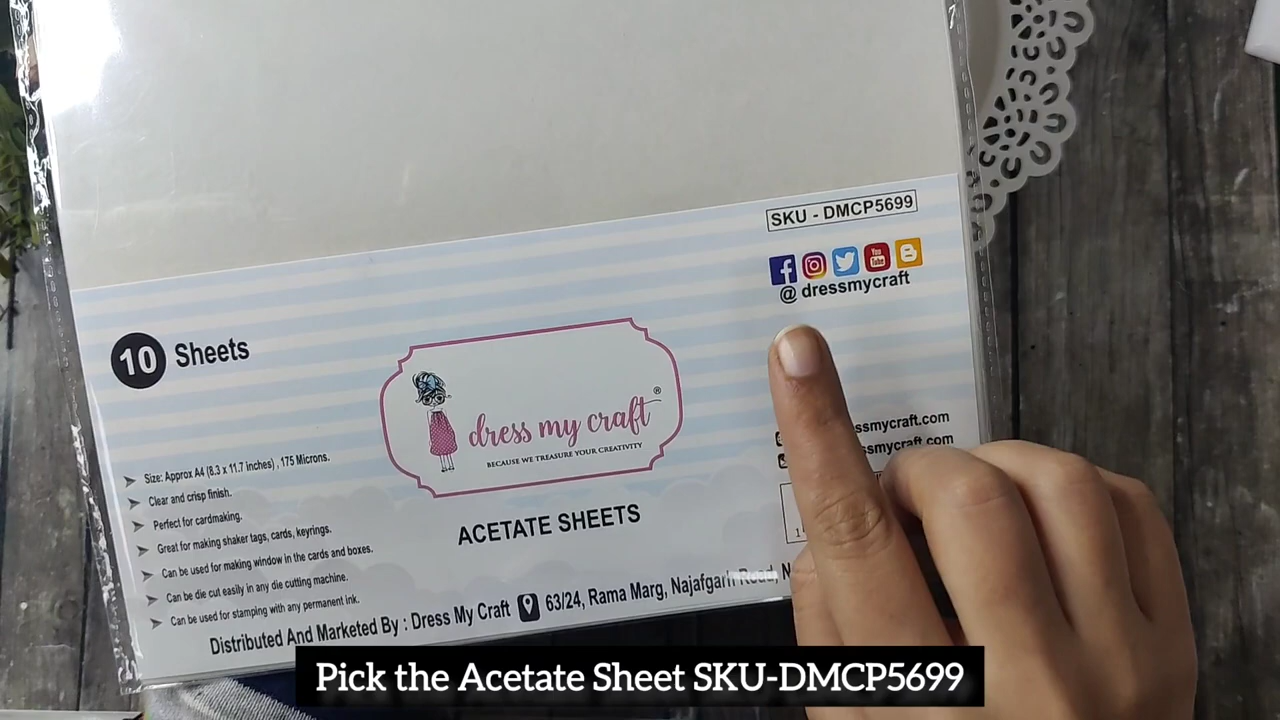 SKU - DMCP5699
@ dressmycraft
10 Sheets
dress my craft®
BECAUSE WE TREASURE YOUR CREATIVITY
ssmycraft.com
ssmycraft.com
Size: Approx A4 (8.3 x 11.7 inches) , 175 Microns.
Clear and crisp finish.
Perfect for cardmaking.
Great for making shaker tags, cards, keyrings.
Can be used for making window in the cards and boxes.
Can be die cut easily in any die cutting machine.
Can be used for stamping with any permanent ink.
ACETATE SHEETS
Distributed And Marketed By : Dress My Craft 63/24, Rama Marg, Najafgarh Road,
Pick the Acetate Sheet SKU-DMCP5699